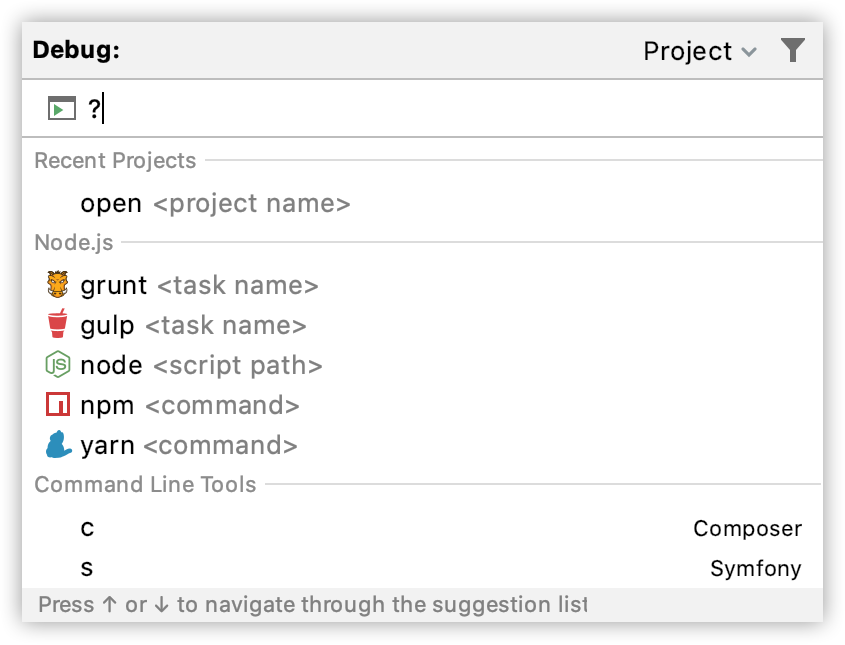 Debug: Project
?
Recent Projects
open <project name>
Node.js
grunt <task name>
gulp <task name>
JS node <script path>
npm <command>
yarn <command>
Command Line Tools
c Composer
s Symfony
Press ↑ or ↓ to navigate through the suggestion list